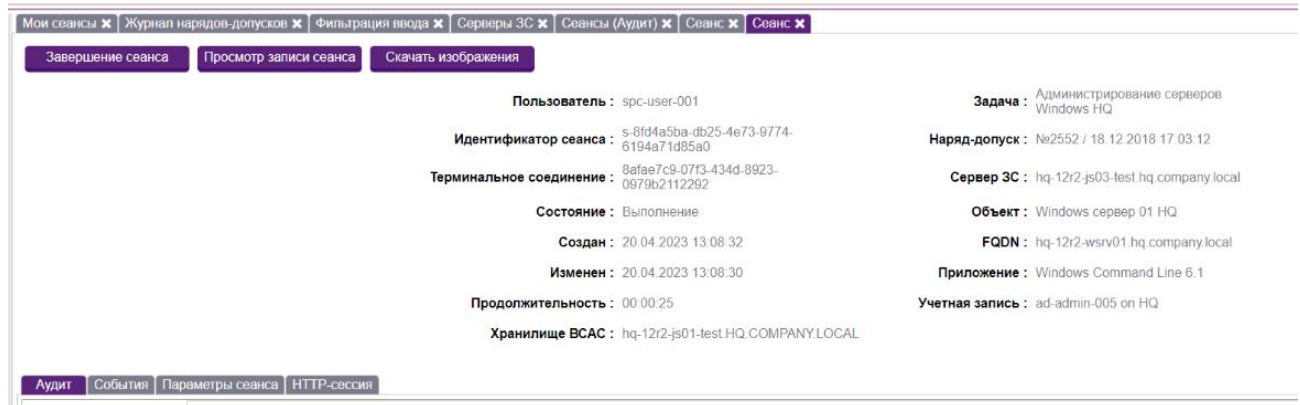 Мои сеансы ✖ Журнал нарядов-допусков ✖ Фильтрация ввода ✖ Серверы ЗС ✖ Сеансы (Аудит) ✖ Сеанс ✖ Сеанс ✖
Завершение сеанса Просмотр записи сеанса Скачать изображения
Пользователь : spc-user-001
Идентификатор сеанса : s-8fd4a5ba-db25-4e73-9774-
6194a71d85a0
Терминальное соединение : 8afae7c9-07f3-434d-8923-
0979b2112292
Состояние : Выполнение
Создан : 20.04.2023 13:08:32
Изменен : 20.04.2023 13:08:30
Продолжительность : 00:00:25
Хранилище ВСАС : hq-12r2-js01-test.HQ.COMPANY.LOCAL
Задача : Администрирование серверов
Windows HQ
Наряд-допуск : №2552 / 18.12.2018 17:03:12
Сервер ЗС : hq-12r2-js03-test.hq.company.local
Объект : Windows сервер 01 HQ
FQDN : hq-12r2-wsrv01.hq.company.local
Приложение : Windows Command Line 6.1
Учетная запись : ad-admin-005 on HQ
Аудит События Параметры сеанса HTTP-сессия